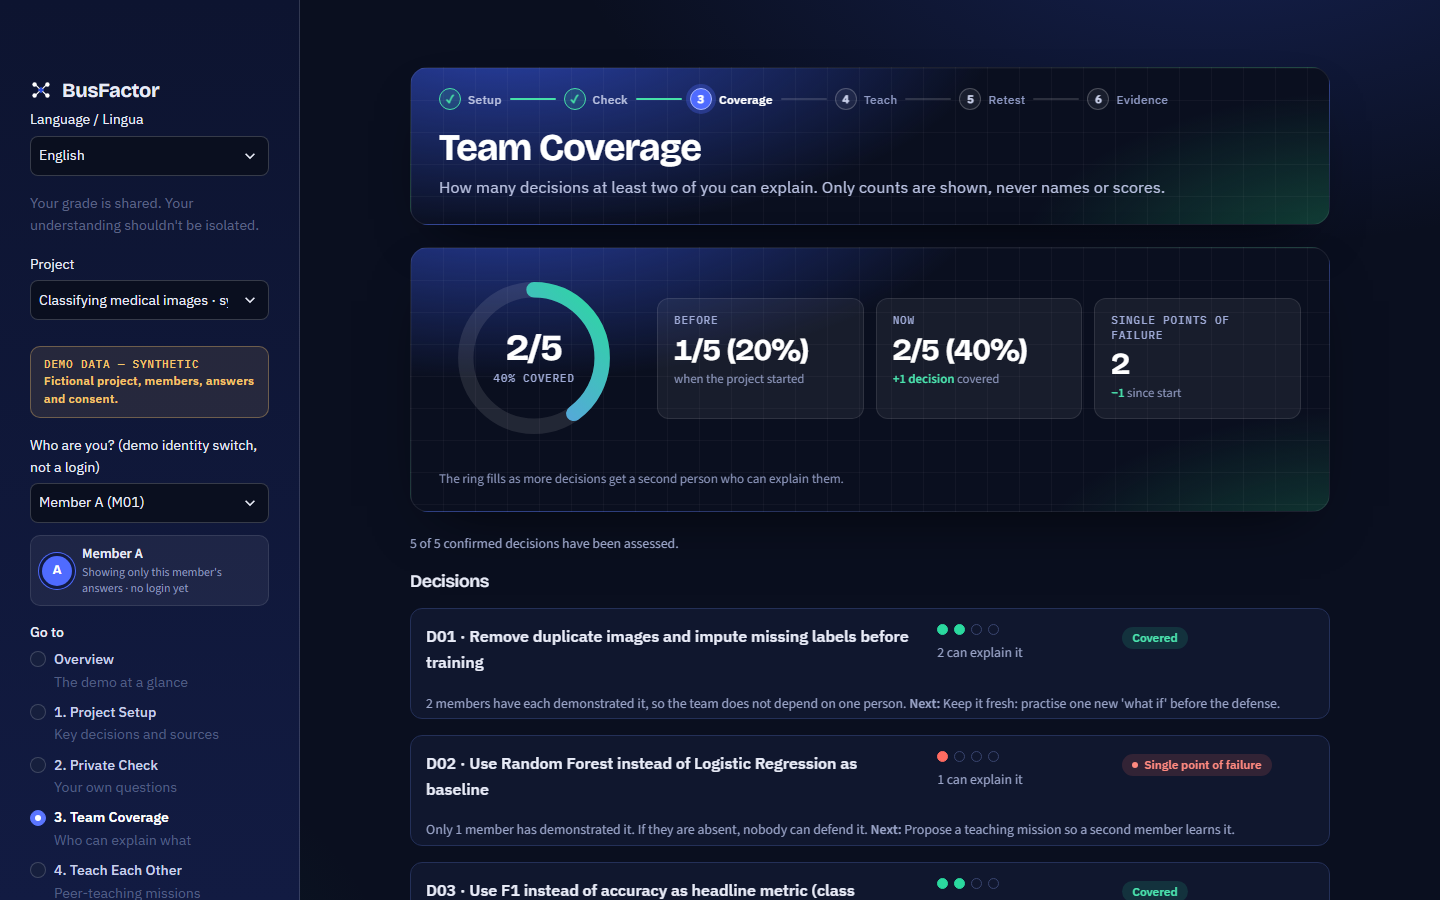 BusFactor
Language / Lingua
English
Your grade is shared. Your
understanding shouldn't be isolated.
Project
Classifying medical images · sy
DEMO DATA — SYNTHETIC
Fictional project, members, answers
and consent.
Who are you? (demo identity switch,
not a login)
Member A (M01)
A
Member A
Showing only this member's
answers · no login yet
Go to
Overview
The demo at a glance
1. Project Setup
Key decisions and sources
2. Private Check
Your own questions
3. Team Coverage
Who can explain what
4. Teach Each Other
Peer-teaching missions
✓ Setup ✓ Check 3 Coverage 4 Teach 5 Retest 6 Evidence
Team Coverage
How many decisions at least two of you can explain. Only counts are shown, never names or scores.
2/5
40% COVERED
BEFORE
1/5 (20%)
when the project started
NOW
2/5 (40%)
+1 decision covered
SINGLE POINTS OF
FAILURE
2
−1 since start
The ring fills as more decisions get a second person who can explain them.
5 of 5 confirmed decisions have been assessed.
Decisions
D01 · Remove duplicate images and impute missing labels before
training
2 can explain it
Covered
2 members have each demonstrated it, so the team does not depend on one person. Next: Keep it fresh: practise one new 'what if' before the defense.
D02 · Use Random Forest instead of Logistic Regression as
baseline
1 can explain it
Single point of failure
Only 1 member has demonstrated it. If they are absent, nobody can defend it. Next: Propose a teaching mission so a second member learns it.
D03 · Use F1 instead of accuracy as headline metric (class
Covered